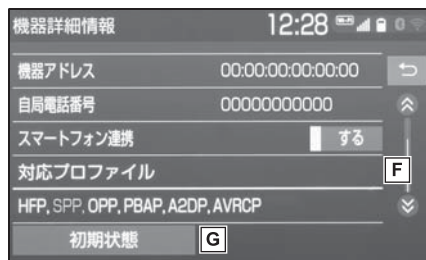 機器詳細情報 12:28
機器アドレス 00:00:00:00:00:00
自局電話番号 00000000000
スマートフォン連携 する
対応プロファイル F
HFP, SPP, OPP, PBAP, A2DP, AVRCP
初期状態 G